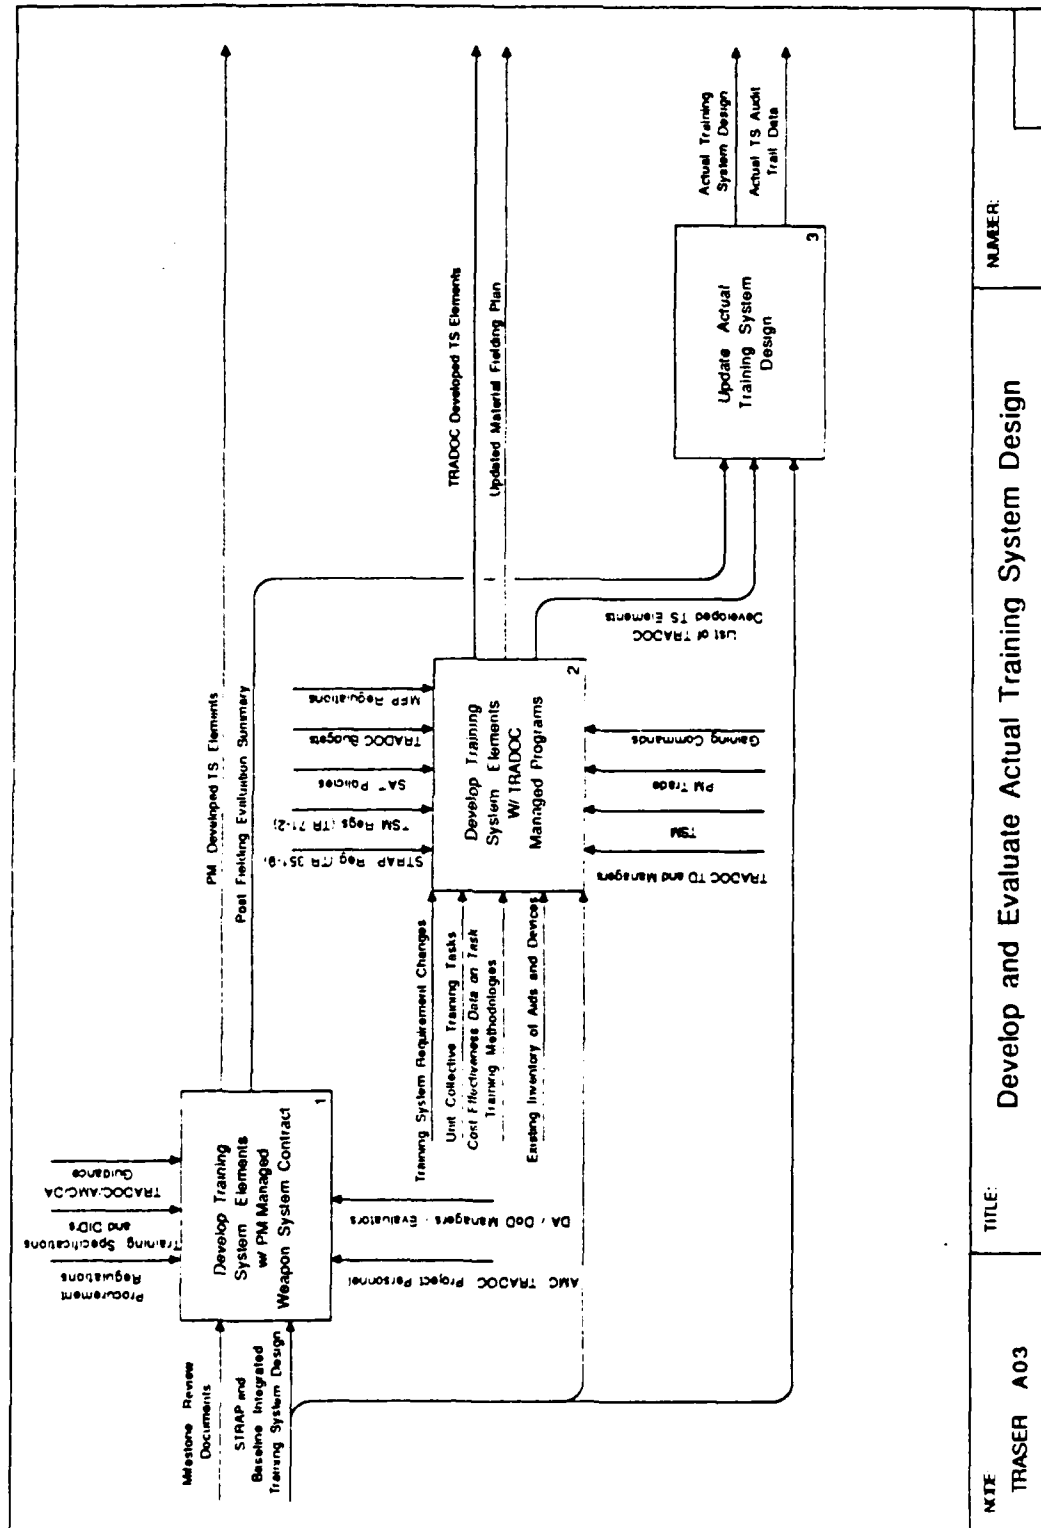 Procurement
Regulations
Training Specifications
and DID's
TRADOC/AMC/DA
Guidance
Milestone Review
Documents
STRAP and
Baseline Integrated
Training System Design
Develop Training
System Elements
w/ PM Managed
Weapon System Contract
1
AMC TRADOC Project Personnel
DA / DoD Managers - Evaluators
PM Developed TS Elements
Post Fielding Evaluation Summary
STRAP Reg (TR 351-9)
TSM Regs (TR 71-2)
Policies
TRADOC Budgets
MFP Regulations
Training System Requirement Changes
Unit Collective Training Tasks
Cost Effectiveness Data on Task
Training Methodologies
Existing Inventory of Aids and Devices
Develop Training
System Elements
W/ TRADOC
Managed Programs
2
TRADOC TD and Managers
TSM
PM Trade
Gaining Commands
TRADOC Developed TS Elements
Updated Material Fielding Plan
List of TRADOC
Developed TS Elements
Update Actual
Training System
Design
3
Actual Training
System Design
Actual TS Audit
Trail Data
NODE
TRASER A03
TITLE:
Develop and Evaluate Actual Training System Design
NUMBER: